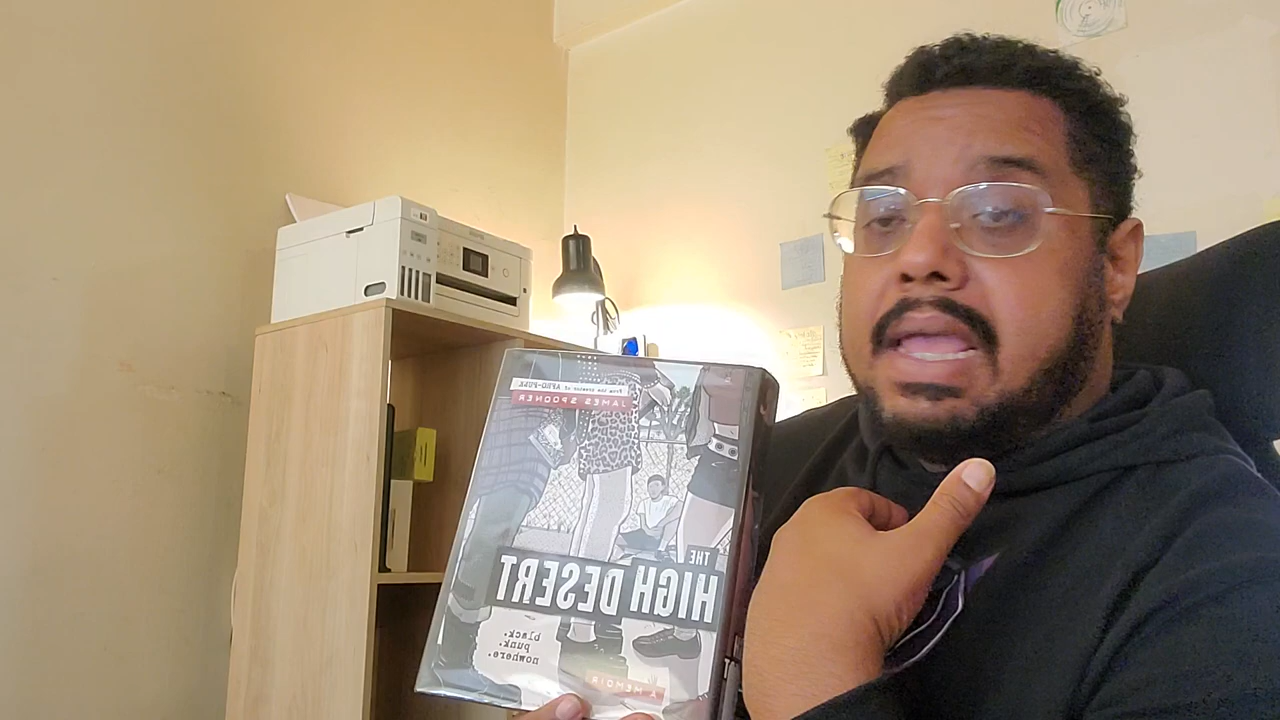 From the creator of AFRO-PUNK
JAMES SPOONER
THE
HIGH DESERT
black.
punk.
nowhere.
A MEMOIR